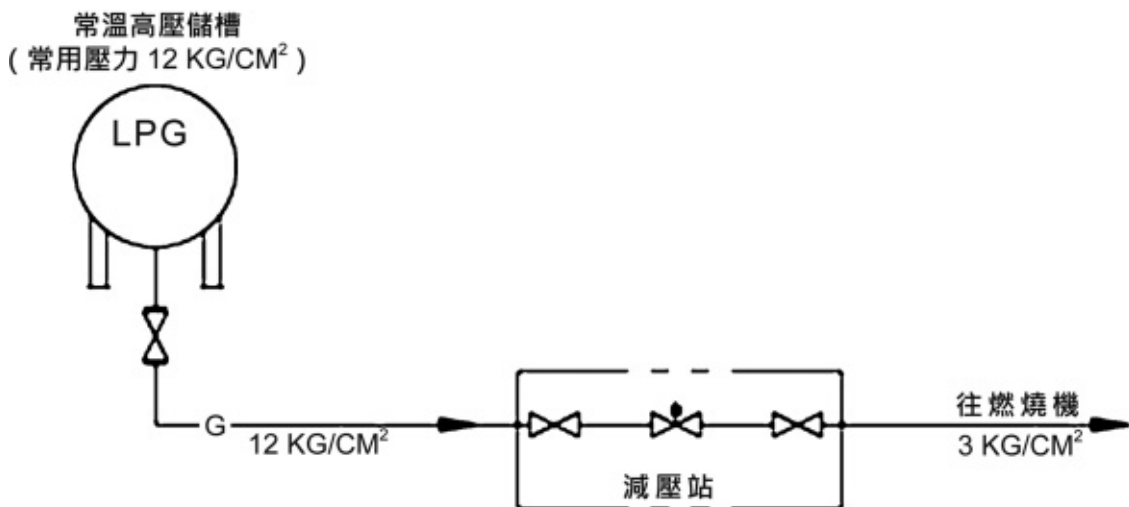 常溫高壓儲槽
( 常用壓力 12 KG/CM² )
LPG
G
12 KG/CM²
減壓站
往燃燒機
3 KG/CM²